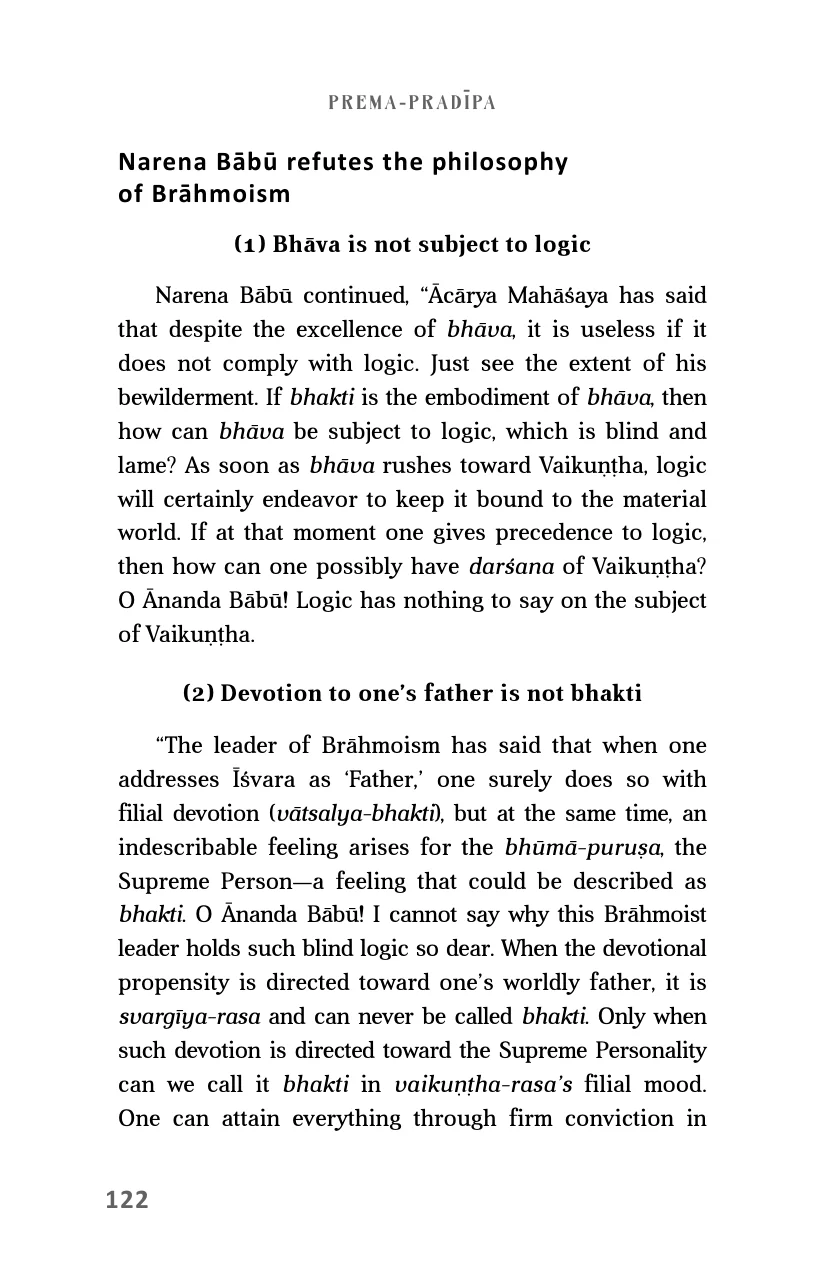 PREMA-PRADĪPA
Narena Bābū refutes the philosophy
of Brāhmoism
(1) Bhāva is not subject to logic
Narena Bābū continued, “Ācārya Mahāśaya has said
that despite the excellence of bhāva, it is useless if it
does not comply with logic. Just see the extent of his
bewilderment. If bhakti is the embodiment of bhāva, then
how can bhāva be subject to logic, which is blind and
lame? As soon as bhāva rushes toward Vaikuṇṭha, logic
will certainly endeavor to keep it bound to the material
world. If at that moment one gives precedence to logic,
then how can one possibly have darśana of Vaikuṇṭha?
O Ānanda Bābū! Logic has nothing to say on the subject
of Vaikuṇṭha.
(2) Devotion to one’s father is not bhakti
“The leader of Brāhmoism has said that when one
addresses Īśvara as ‘Father,’ one surely does so with
filial devotion (vātsalya-bhakti), but at the same time, an
indescribable feeling arises for the bhūmā-puruṣa, the
Supreme Person—a feeling that could be described as
bhakti. O Ānanda Bābū! I cannot say why this Brāhmoist
leader holds such blind logic so dear. When the devotional
propensity is directed toward one’s worldly father, it is
svargīya-rasa and can never be called bhakti. Only when
such devotion is directed toward the Supreme Personality
can we call it bhakti in vaikuṇṭha-rasa’s filial mood.
One can attain everything through firm conviction in
122